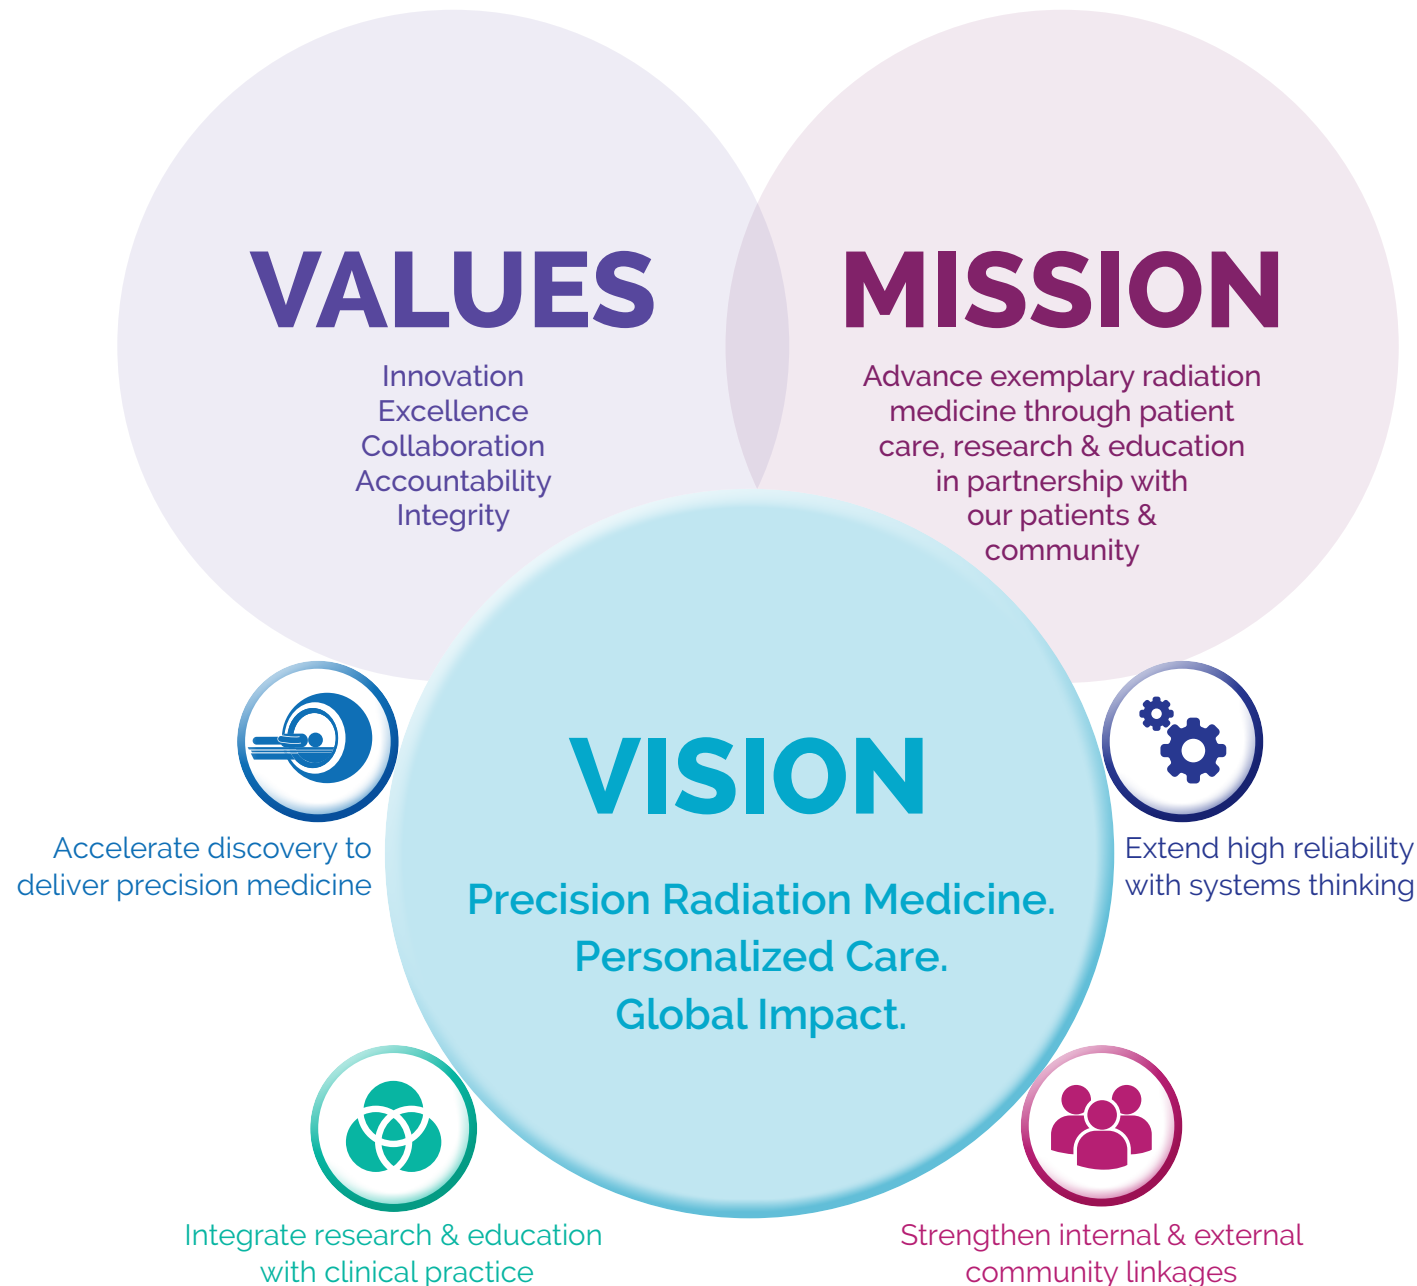 VALUES
Innovation
Excellence
Collaboration
Accountability
Integrity
MISSION
Advance exemplary radiation
medicine through patient
care, research & education
in partnership with
our patients &
community
VISION
Precision Radiation Medicine.
Personalized Care.
Global Impact.
Accelerate discovery to
deliver precision medicine
Extend high reliability
with systems thinking
Integrate research & education
with clinical practice
Strengthen internal & external
community linkages